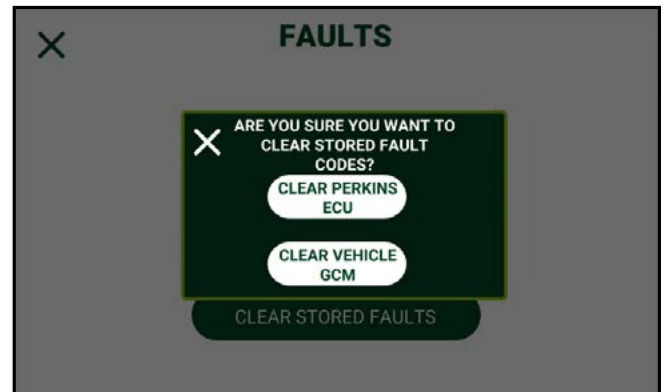 FAULTS
ARE YOU SURE YOU WANT TO
CLEAR STORED FAULT
CODES?
CLEAR PERKINS
ECU
CLEAR VEHICLE
GCM
CLEAR STORED FAULTS